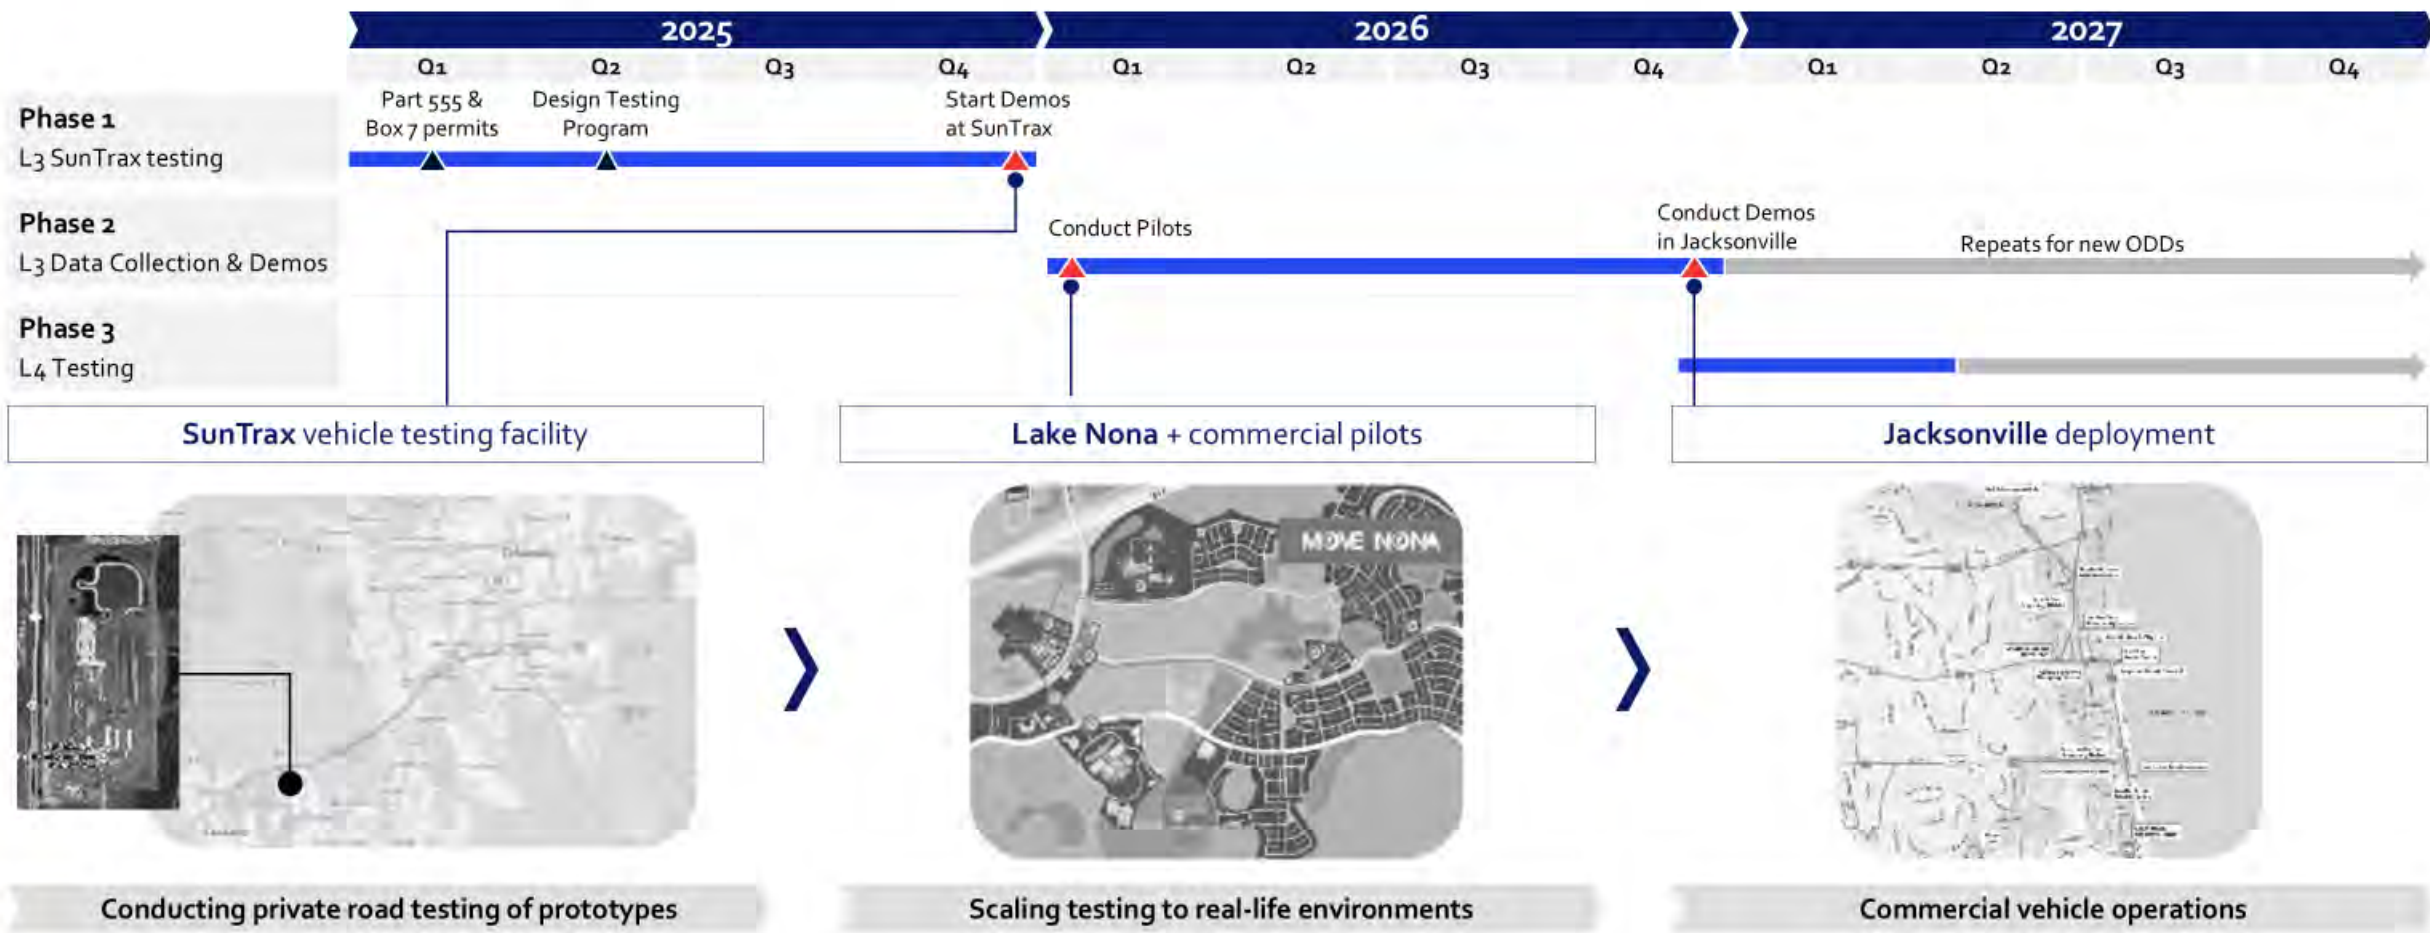 2025
2026
2027
Q1 Q2 Q3 Q4 Q1 Q2 Q3 Q4 Q1 Q2 Q3 Q4
Phase 1
L3 SunTrax testing
Part 555 &
Box 7 permits
Design Testing
Program
Start Demos
at SunTrax
Phase 2
L3 Data Collection & Demos
Conduct Pilots
Conduct Demos
in Jacksonville
Repeats for new ODDs
Phase 3
L4 Testing
SunTrax vehicle testing facility
Lake Nona + commercial pilots
Jacksonville deployment
MOVE NONA
Conducting private road testing of prototypes
Scaling testing to real-life environments
Commercial vehicle operations